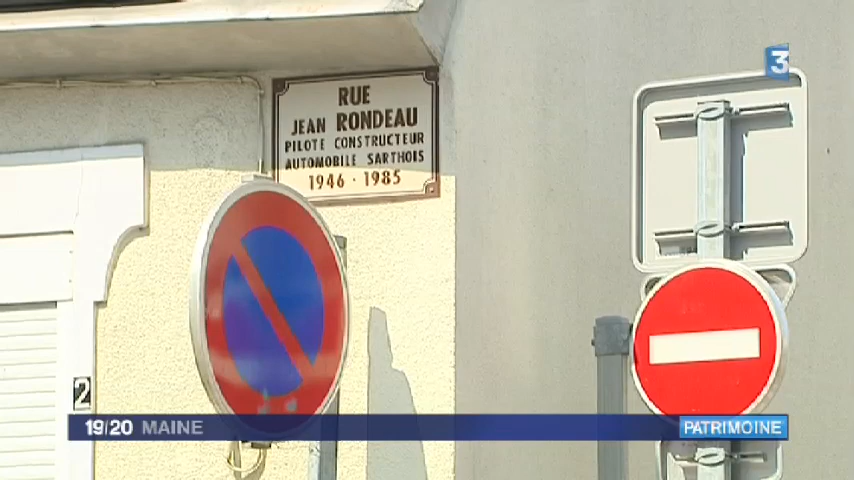 3
RUE
JEAN RONDEAU
PILOTE CONSTRUCTEUR
AUTOMOBILE SARTHOIS
1946 · 1985
2
19/20 MAINE
PATRIMOINE